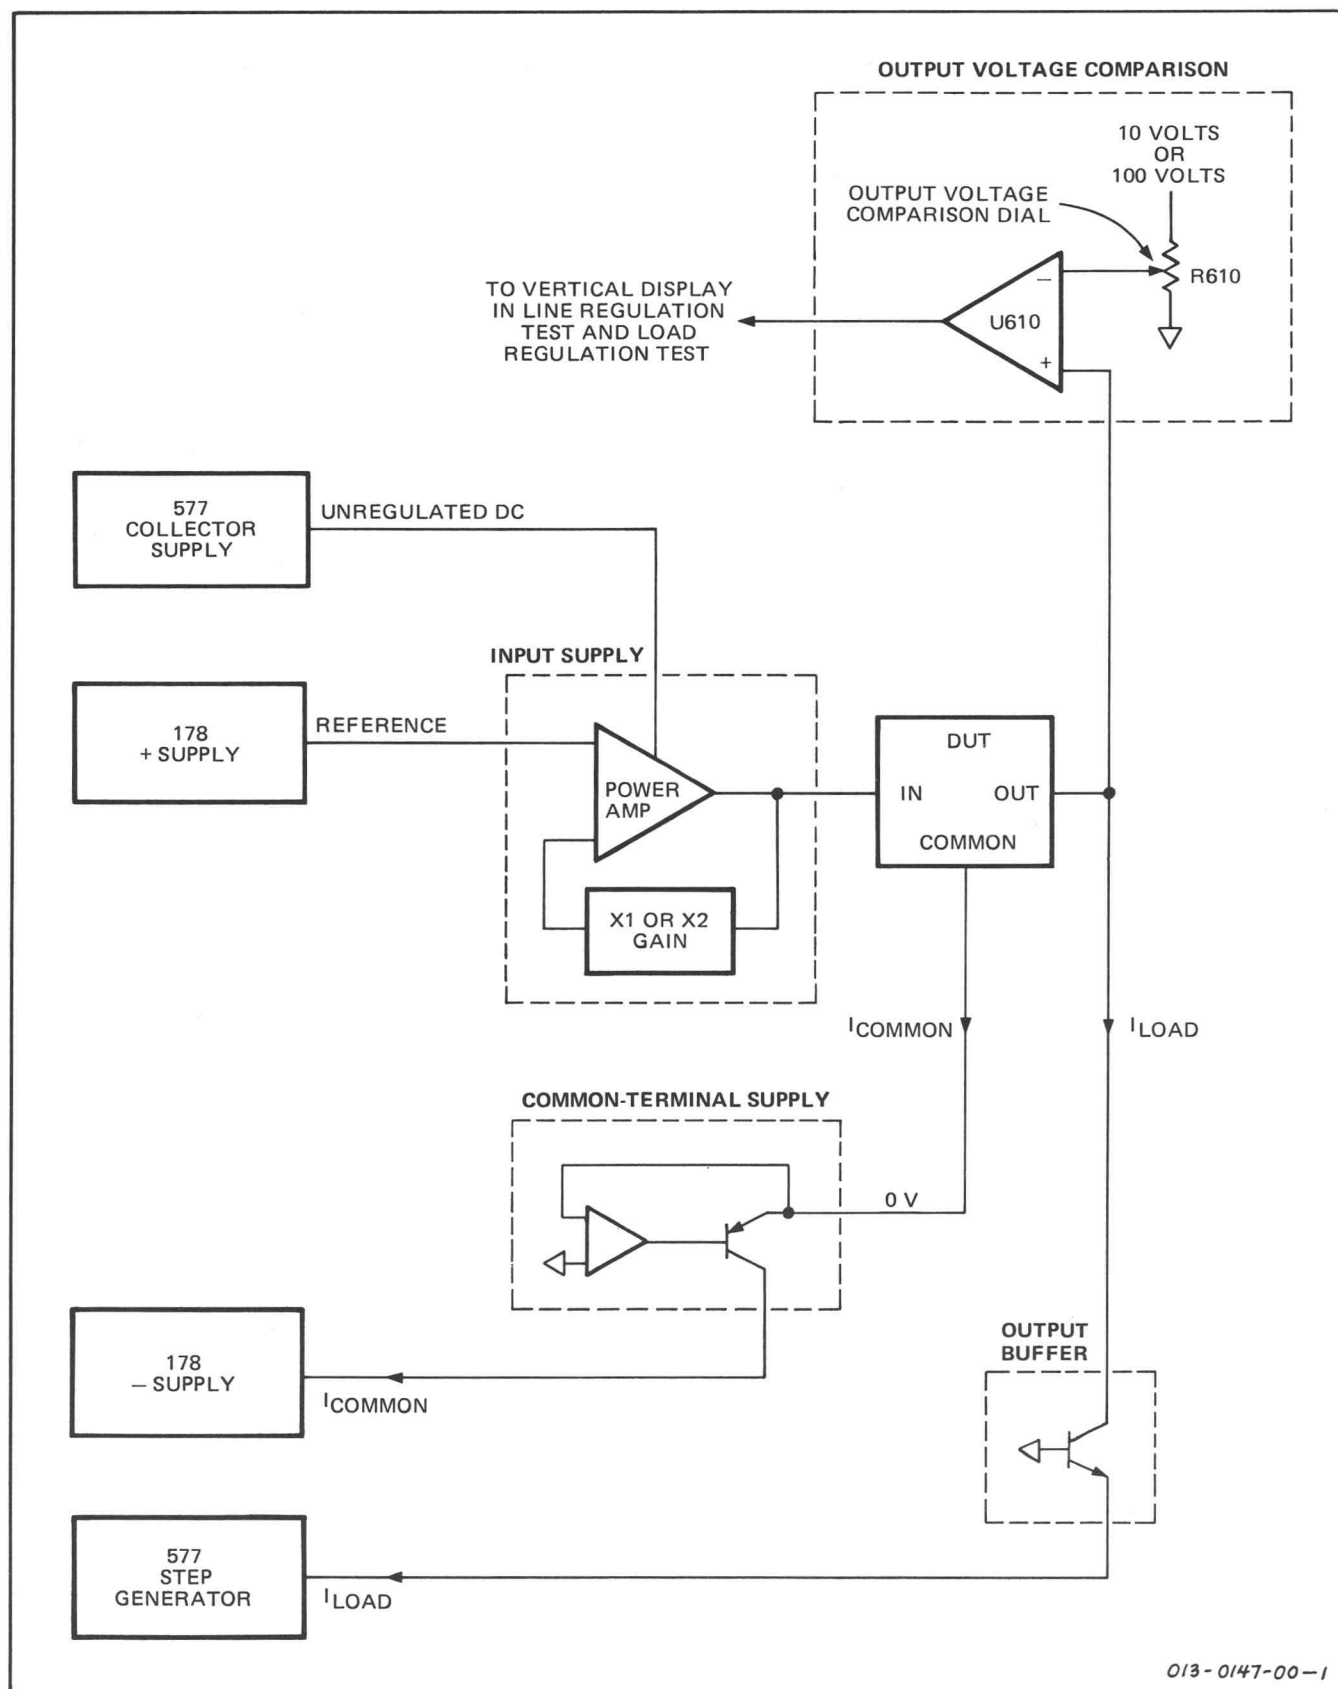 OUTPUT VOLTAGE COMPARISON
10 VOLTS
OR
100 VOLTS
OUTPUT VOLTAGE
COMPARISON DIAL
R610
−
U610
+
TO VERTICAL DISPLAY
IN LINE REGULATION
TEST AND LOAD
REGULATION TEST
577
COLLECTOR
SUPPLY
UNREGULATED DC
INPUT SUPPLY
178
+ SUPPLY
REFERENCE
POWER
AMP
X1 OR X2
GAIN
DUT
IN OUT
COMMON
ICOMMON
ILOAD
COMMON-TERMINAL SUPPLY
0 V
178
− SUPPLY
ICOMMON
OUTPUT
BUFFER
577
STEP
GENERATOR
ILOAD
013-0147-00-1